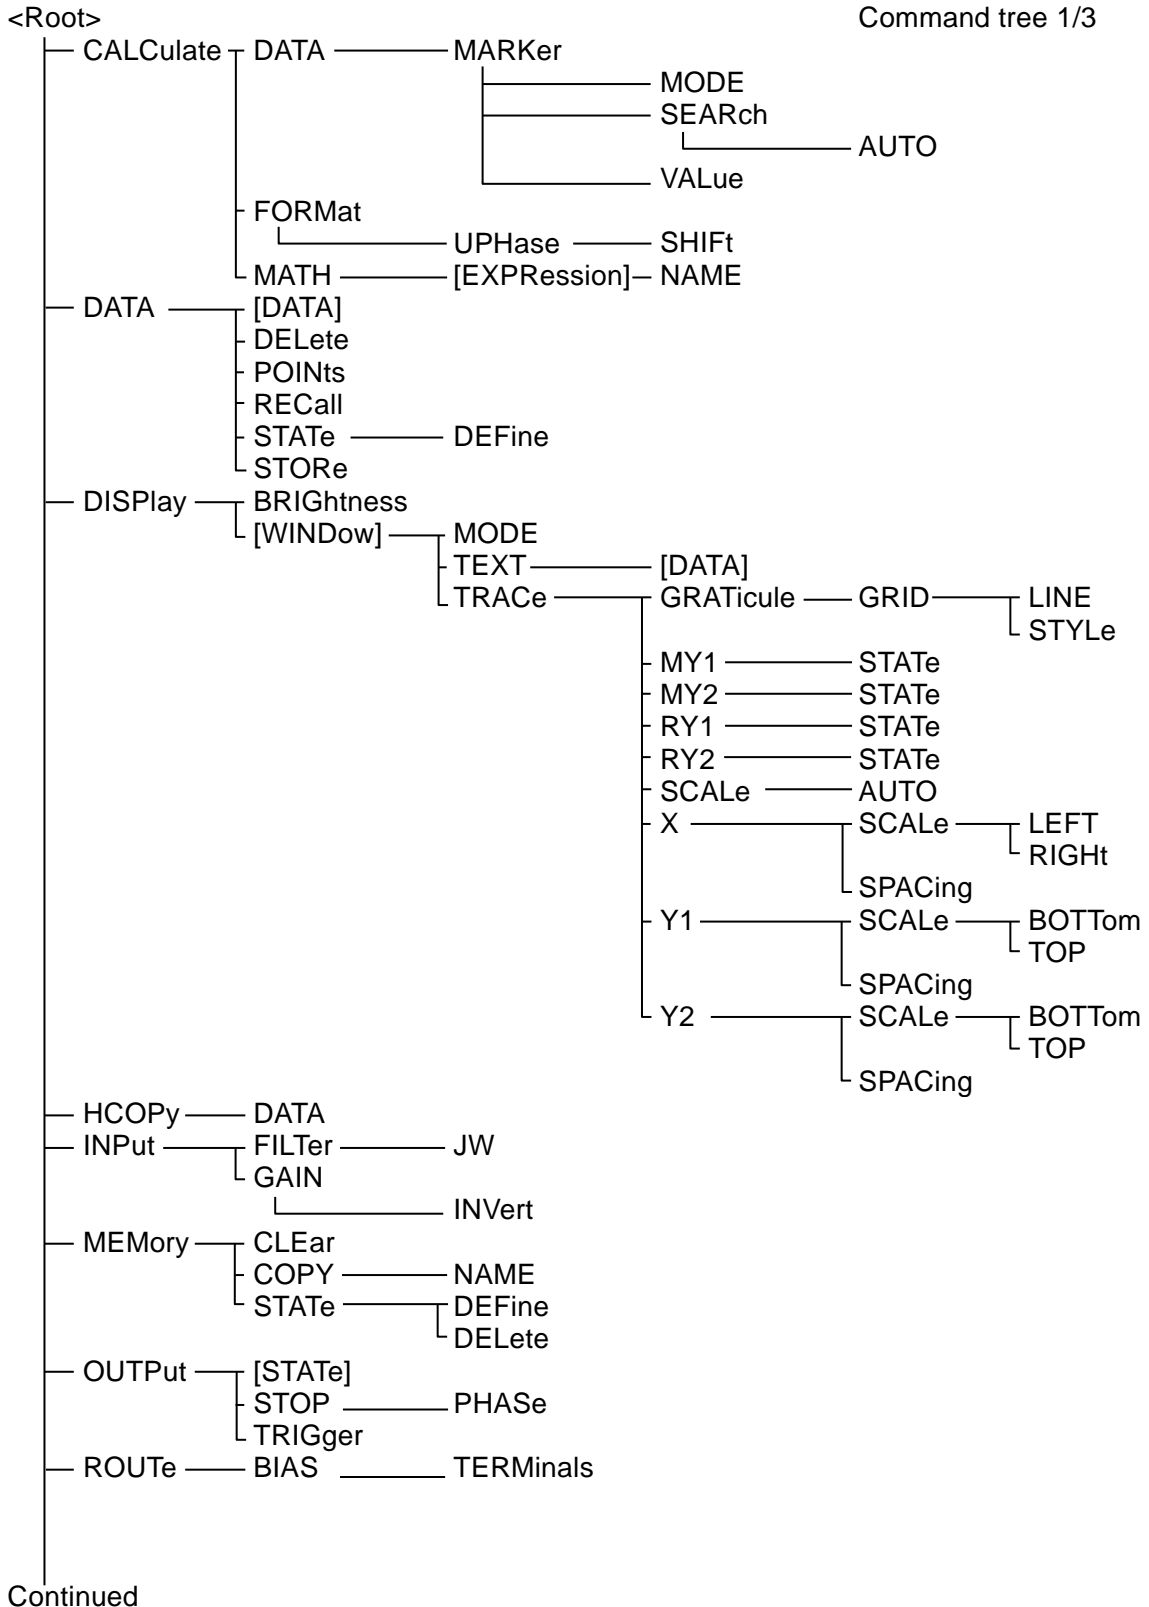 <Root> Command tree 1/3
CALCulate DATA MARKer
MODE
SEARch
AUTO
VALue
FORMat
UPHase SHIFt
MATH [EXPRession] NAME
DATA [DATA]
DELete
POINts
RECall
STATe DEFine
STORe
DISPlay BRIGhtness
[WINDow] MODE
TEXT [DATA]
TRACe GRATicule GRID LINE
STYLe
MY1 STATe
MY2 STATe
RY1 STATe
RY2 STATe
SCALe AUTO
X SCALe LEFT
RIGHt
SPACing
Y1 SCALe BOTTom
TOP
SPACing
Y2 SCALe BOTTom
TOP
SPACing
HCOPy DATA
INPut FILTer JW
GAIN
INVert
MEMory CLEar
COPY NAME
STATe DEFine
DELete
OUTPut [STATe]
STOP PHASe
TRIGger
ROUTe BIAS TERMinals
Continued